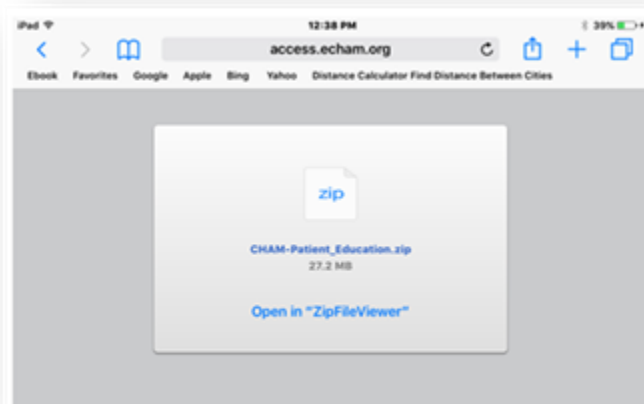 iPad 12:38 PM 39%
access.echam.org
Ebook Favorites Google Apple Bing Yahoo Distance Calculator Find Distance Between Cities
zip
CHAM-Patient_Education.zip
27.2 MB
Open in "ZipFileViewer"